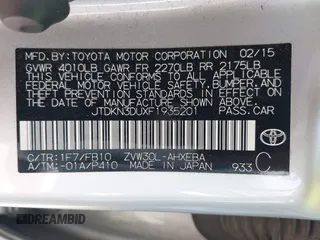 MFD. BY: TOYOTA MOTOR CORPORATION 02/15
GVWR 4010LB GAWR FR 2270LB RR 2175LB
THIS VEHICLE CONFORMS TO ALL APPLICABLE
FEDERAL MOTOR VEHICLE SAFETY, BUMPER, AND
THEFT PREVENTION STANDARDS IN EFFECT ON
THE DATE OF MANUFACTURE SHOWN ABOVE.
JTDKN3DUXF1935201 PASS.CAR
TOYOTA
C/TR:1F7/FB10 ZVW30L-AHXEBA
A/TM:-01A/P410 MADE IN JAPAN 933 C
IDREAMBID